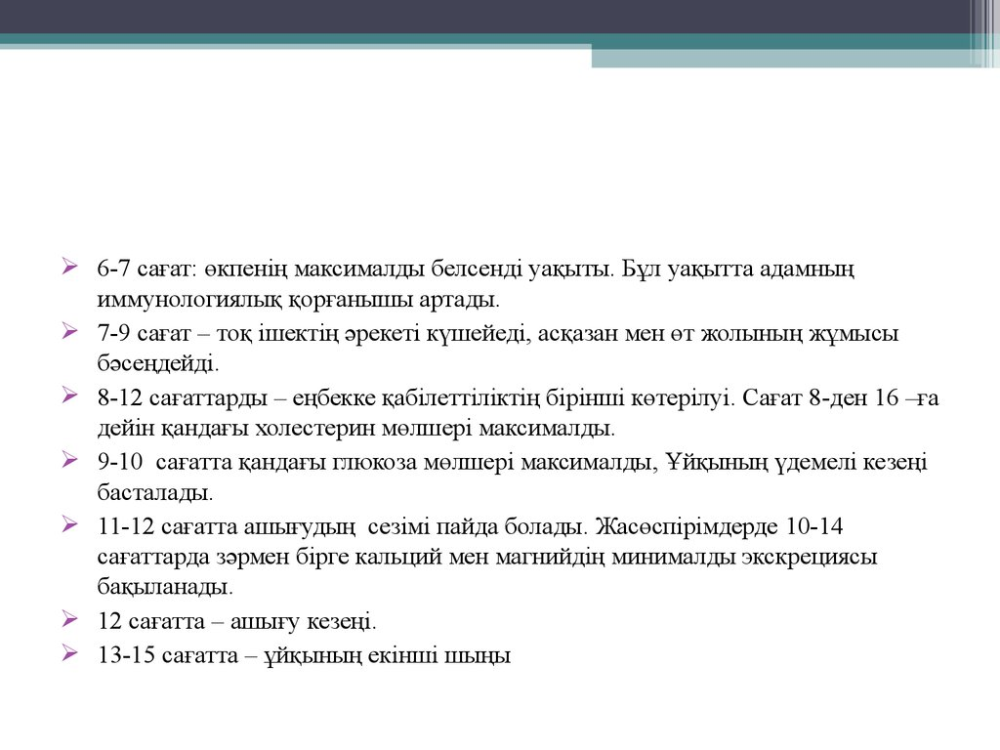 6-7 сағат: өкпенің максималды белсенді уақыты. Бұл уақытта адамның
иммунологиялық қорғанышы артады.
7-9 сағат – тоқ ішектің әрекеті күшейеді, асқазан мен өт жолының жұмысы
бәсеңдейді.
8-12 сағаттарды – еңбекке қабілеттіліктің бірінші көтерілуі. Сағат 8-ден 16 –ға
дейін қандағы холестерин мөлшері максималды.
9-10  сағатта қандағы глюкоза мөлшері максималды, Ұйқының үдемелі кезеңі
басталады.
11-12 сағатта ашығудың  сезімі пайда болады. Жасөспірімдерде 10-14
сағаттарда зәрмен бірге кальций мен магнийдің минималды экскрециясы
бақыланады.
12 сағатта – ашығу кезеңі.
13-15 сағатта – ұйқының екінші шыңы